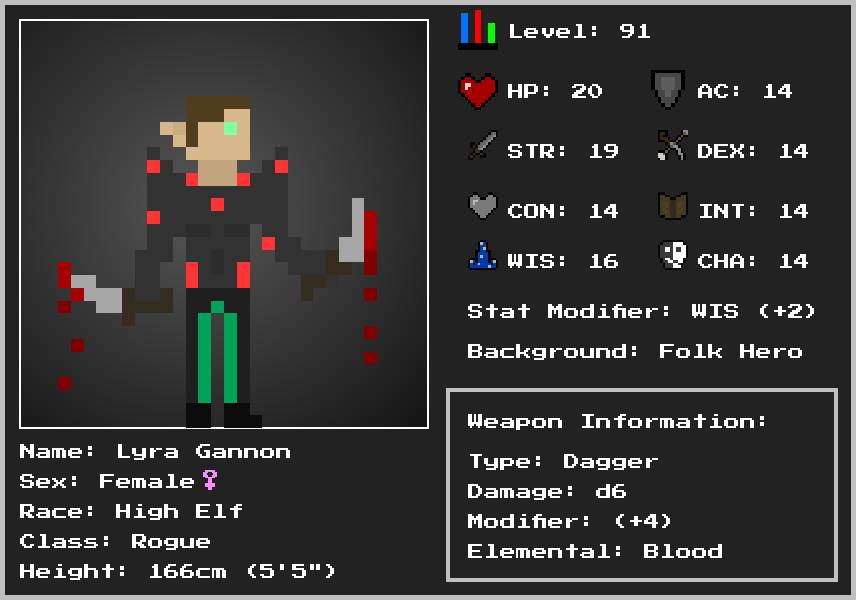 Level: 91
HP: 20
AC: 14
STR: 19
DEX: 14
CON: 14
INT: 14
WIS: 16
CHA: 14
Stat Modifier: WIS (+2)
Background: Folk Hero
Name: Lyra Gannon
Sex: Female♀
Race: High Elf
Class: Rogue
Height: 166cm (5'5")
Weapon Information:
Type: Dagger
Damage: d6
Modifier: (+4)
Elemental: Blood